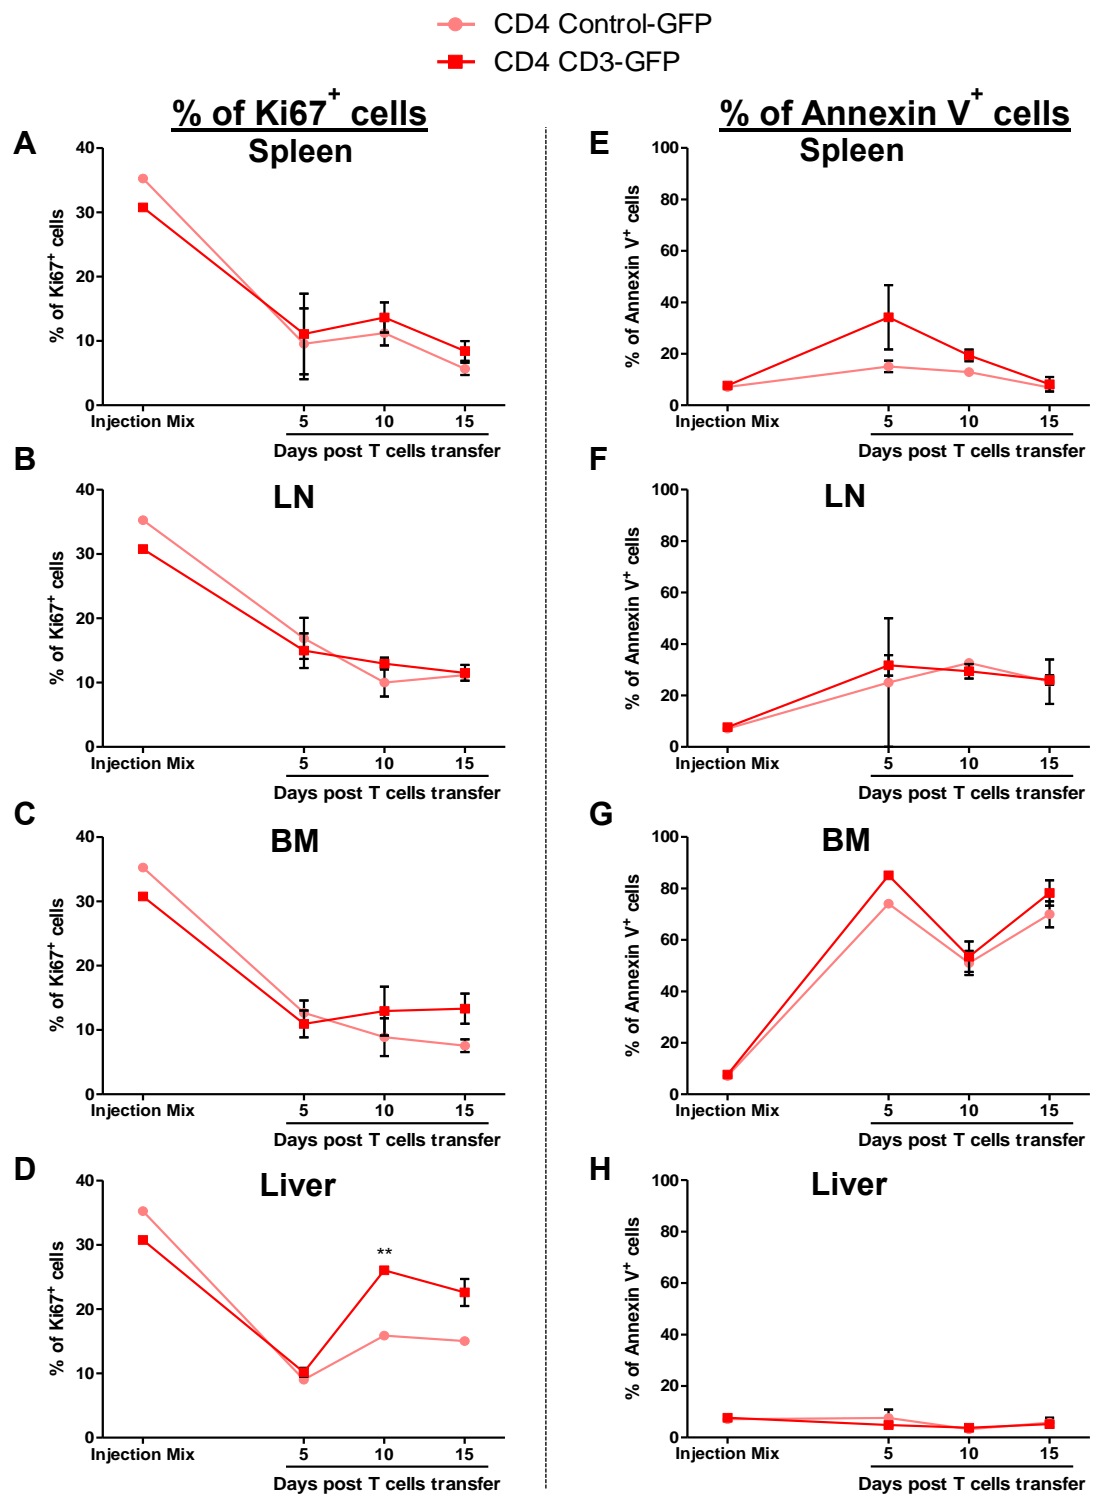 CD4 Control-GFP
CD4 CD3-GFP
% of Ki67+ cells
A
Spleen
40
30
20
10
0
% of Ki67+ cells
Injection Mix
5
10
15
Days post T cells transfer
B
LN
40
30
20
10
0
% of Ki67+ cells
Injection Mix
5
10
15
Days post T cells transfer
C
BM
40
30
20
10
0
% of Ki67+ cells
Injection Mix
5
10
15
Days post T cells transfer
D
Liver
40
30
20
10
0
% of Ki67+ cells
**
Injection Mix
5
10
15
Days post T cells transfer
% of Annexin V+ cells
E
Spleen
100
80
60
40
20
0
% of Annexin V+ cells
Injection Mix
5
10
15
Days post T cells transfer
F
LN
100
80
60
40
20
0
% of Annexin V+ cells
Injection Mix
5
10
15
Days post T cells transfer
G
BM
100
80
60
40
20
0
% of Annexin V+ cells
Injection Mix
5
10
15
Days post T cells transfer
H
Liver
100
80
60
40
20
0
% of Annexin V+ cells
Injection Mix
5
10
15
Days post T cells transfer